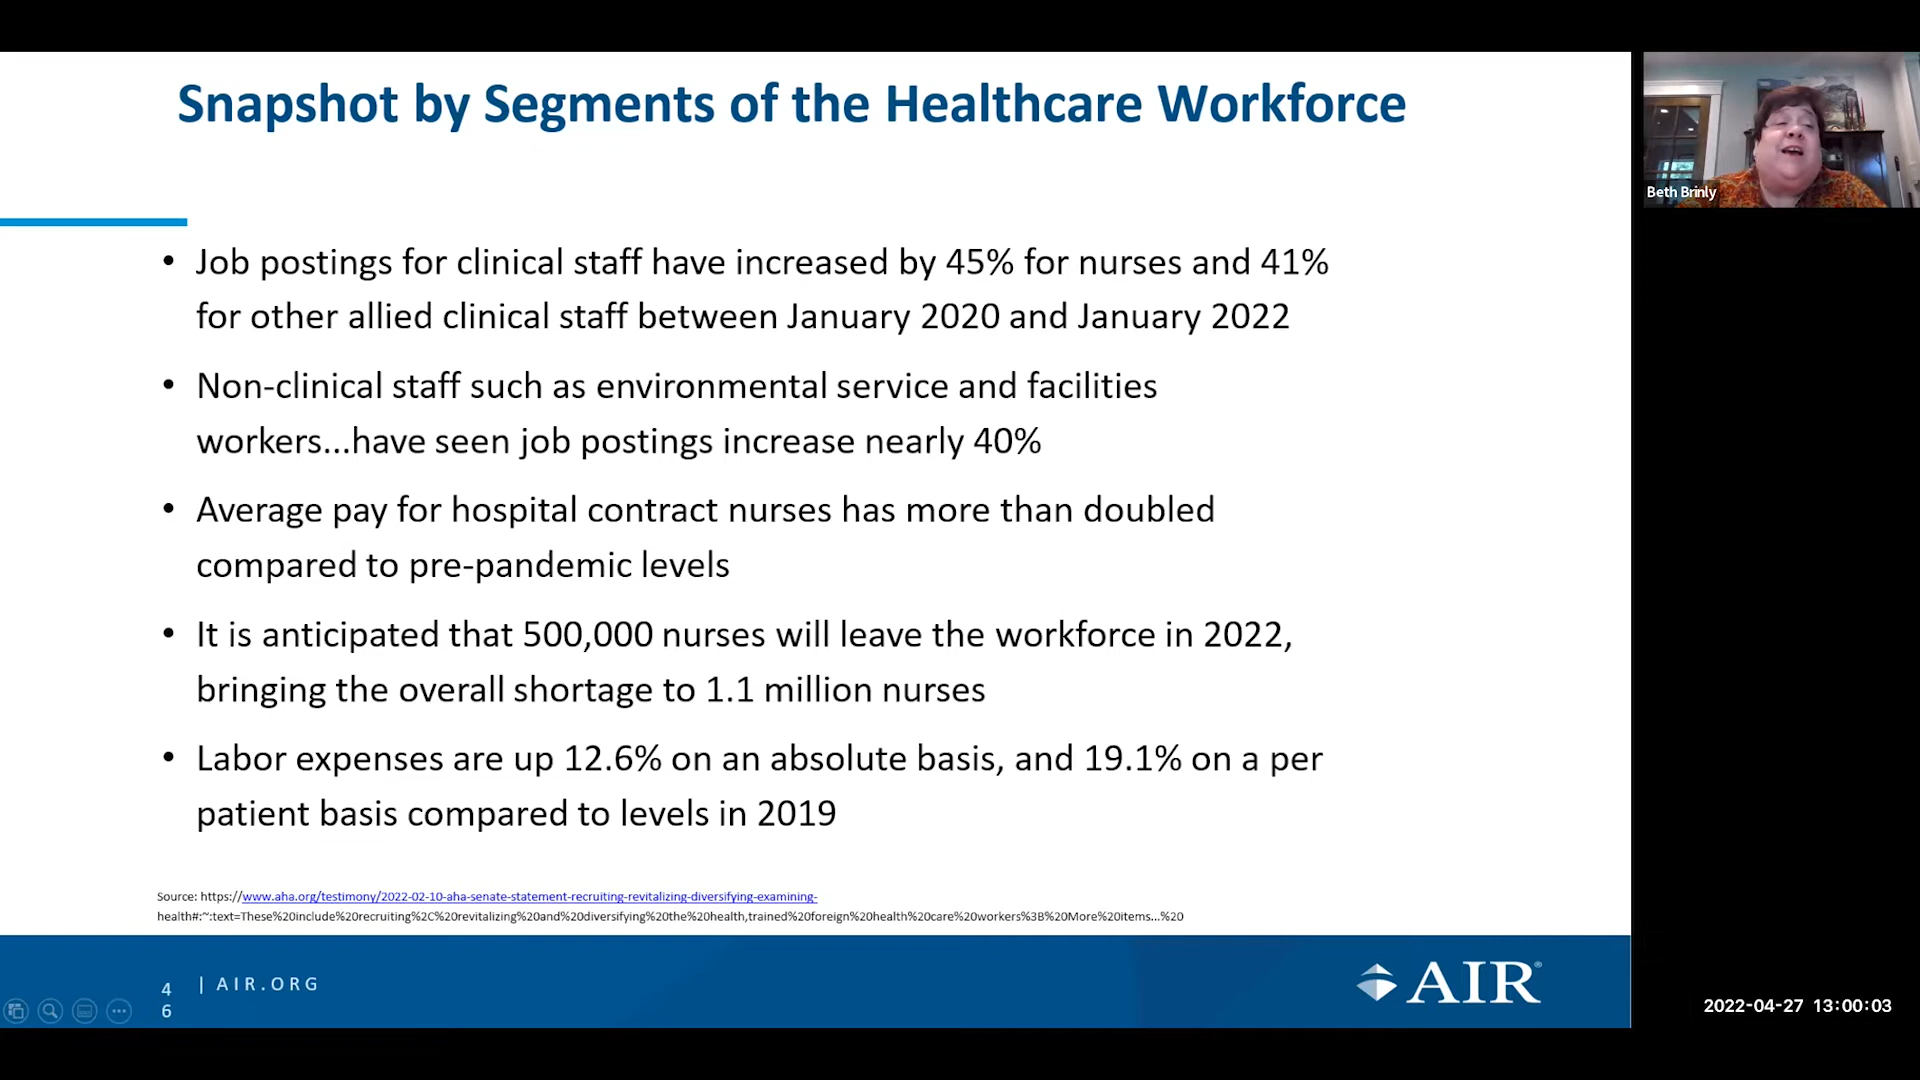 Snapshot by Segments of the Healthcare Workforce
• Job postings for clinical staff have increased by 45% for nurses and 41%
for other allied clinical staff between January 2020 and January 2022
• Non-clinical staff such as environmental service and facilities
workers...have seen job postings increase nearly 40%
• Average pay for hospital contract nurses has more than doubled
compared to pre-pandemic levels
• It is anticipated that 500,000 nurses will leave the workforce in 2022,
bringing the overall shortage to 1.1 million nurses
• Labor expenses are up 12.6% on an absolute basis, and 19.1% on a per
patient basis compared to levels in 2019
Source: https://www.aha.org/testimony/2022-02-10-aha-senate-statement-recruiting-revitalizing-diversifying-examining-
health#:~:text=These%20include%20recruiting%2C%20revitalizing%20and%20diversifying%20the%20health,trained%20foreign%20health%20care%20workers%3B%20More%20items...%20
4
6
| AIR.ORG
AIR®
Beth Brinly
2022-04-27 13:00:03